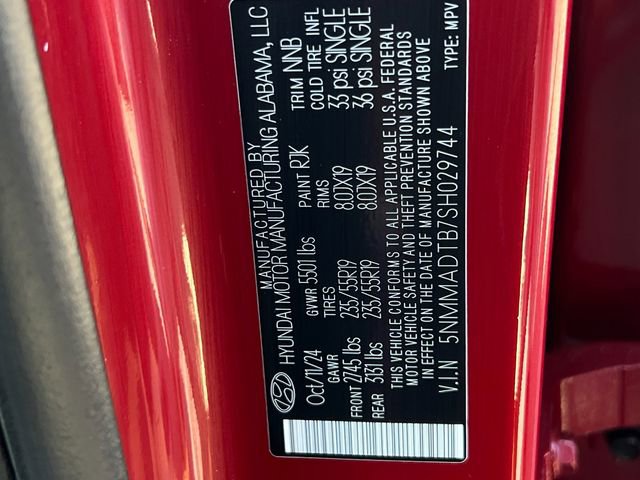 MANUFACTURED BY
HYUNDAI MOTOR MANUFACTURING ALABAMA, LLC
Oct/11/24 GVWR 5501 lbs PAINT RJK TRIM NNB
GAWR TIRES RIMS COLD TIRE INFL
FRONT 2745 lbs 235/55R19 8.0JX19 33 psi SINGLE
REAR 3131 lbs 235/55R19 8.0JX19 36 psi SINGLE
THIS VEHICLE CONFORMS TO ALL APPLICABLE U.S.A. FEDERAL
MOTOR VEHICLE SAFETY AND THEFT PREVENTION STANDARDS
IN EFFECT ON THE DATE OF MANUFACTURE SHOWN ABOVE
V.I.N 5NMMADTB7SH029744 TYPE: MPV